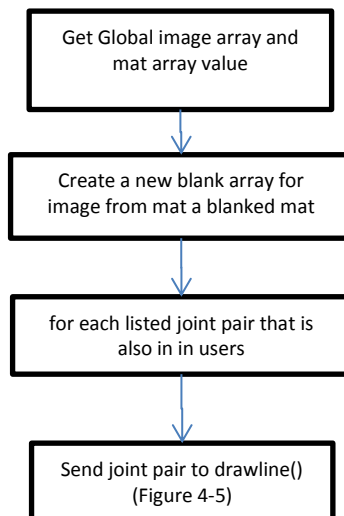 Get Global image array and
mat array value
Create a new blank array for
image from mat a blanked mat
for each listed joint pair that is
also in in users
Send joint pair to drawline()
(Figure 4-5)